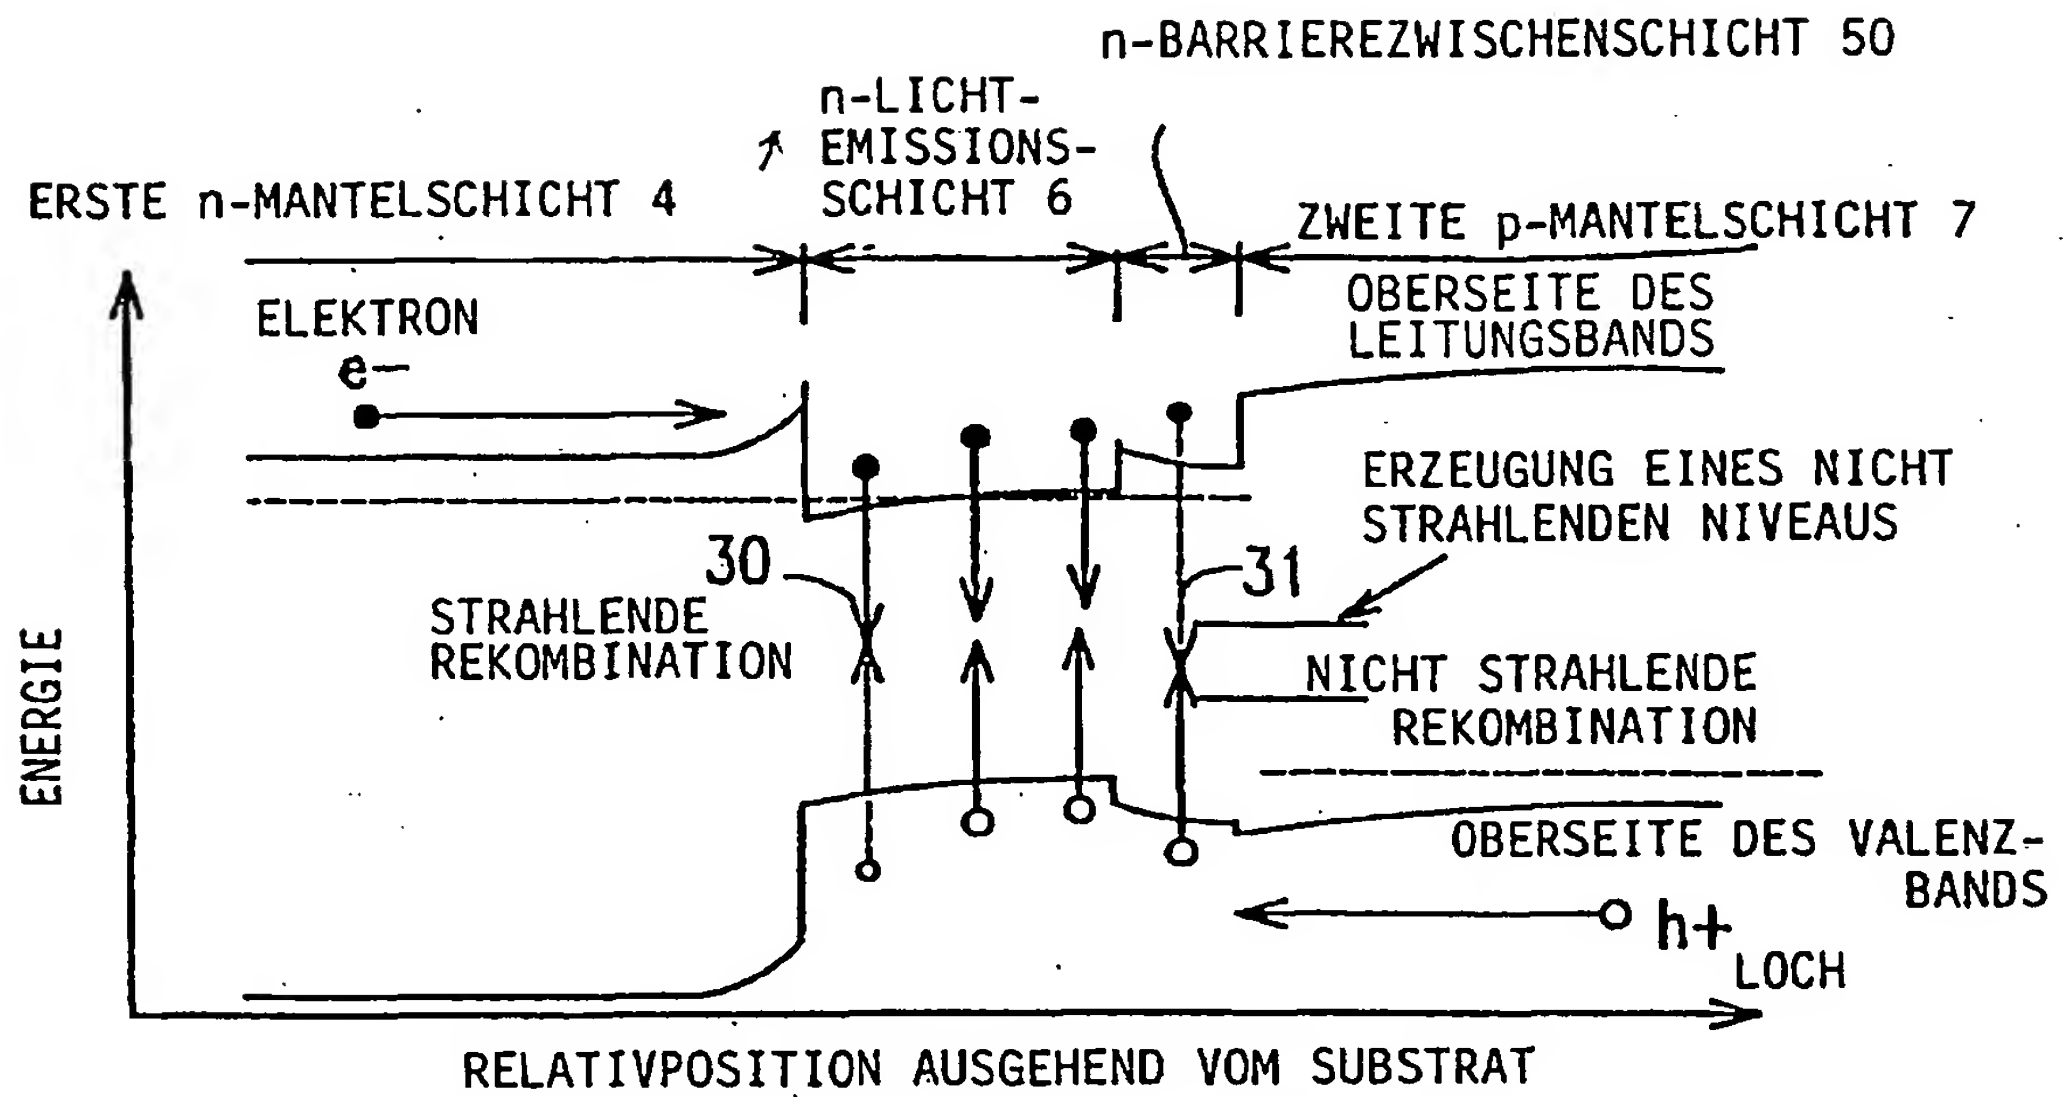 n-BARRIEREZWISCHENSCHICHT 50
n-LICHT-
EMISSIONS-
SCHICHT 6
ERSTE n-MANTELSCHICHT 4
ZWEITE p-MANTELSCHICHT 7
OBERSEITE DES
LEITUNGSBANDS
ELEKTRON
e-
ERZEUGUNG EINES NICHT
STRAHLENDEN NIVEAUS
30
31
STRAHLENDE
REKOMBINATION
NICHT STRAHLENDE
REKOMBINATION
ENERGIE
OBERSEITE DES VALENZ-
BANDS
h+
LOCH
RELATIVPOSITION AUSGEHEND VOM SUBSTRAT